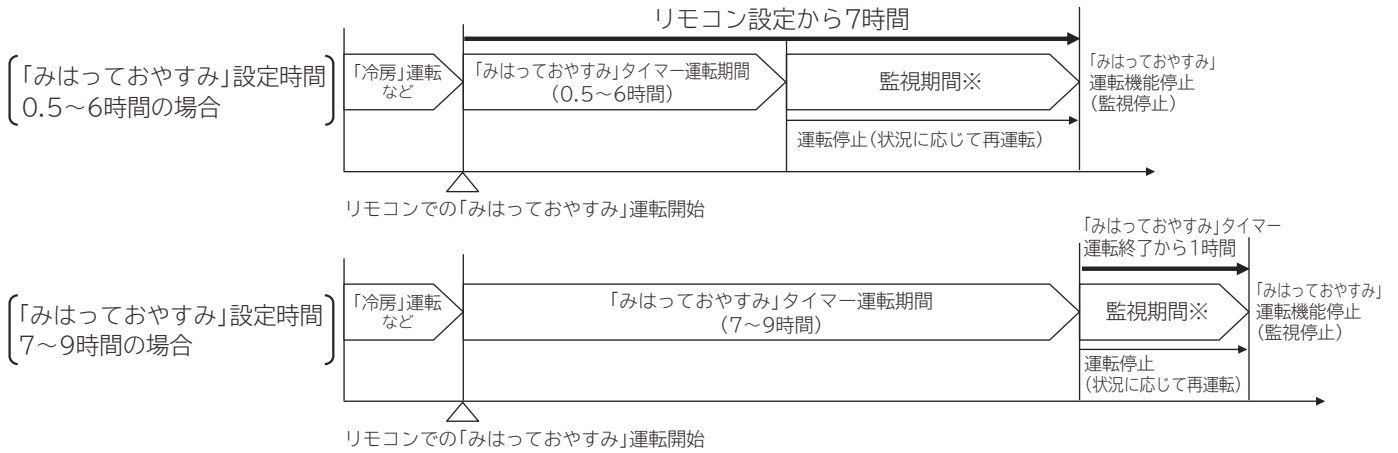 リモコン設定から7時間
「みはっておやすみ」設定時間
0.5～6時間の場合
「冷房」運転
など
「みはっておやすみ」タイマー運転期間
（0.5～6時間）
監視期間※
「みはっておやすみ」
運転機能停止
（監視停止）
運転停止（状況に応じて再運転）
リモコンでの「みはっておやすみ」運転開始
「みはっておやすみ」タイマー
運転終了から1時間
「みはっておやすみ」設定時間
7～9時間の場合
「冷房」運転
など
「みはっておやすみ」タイマー運転期間
（7～9時間）
監視期間※
「みはっておやすみ」
運転機能停止
（監視停止）
運転停止
（状況に応じて再運転）
リモコンでの「みはっておやすみ」運転開始